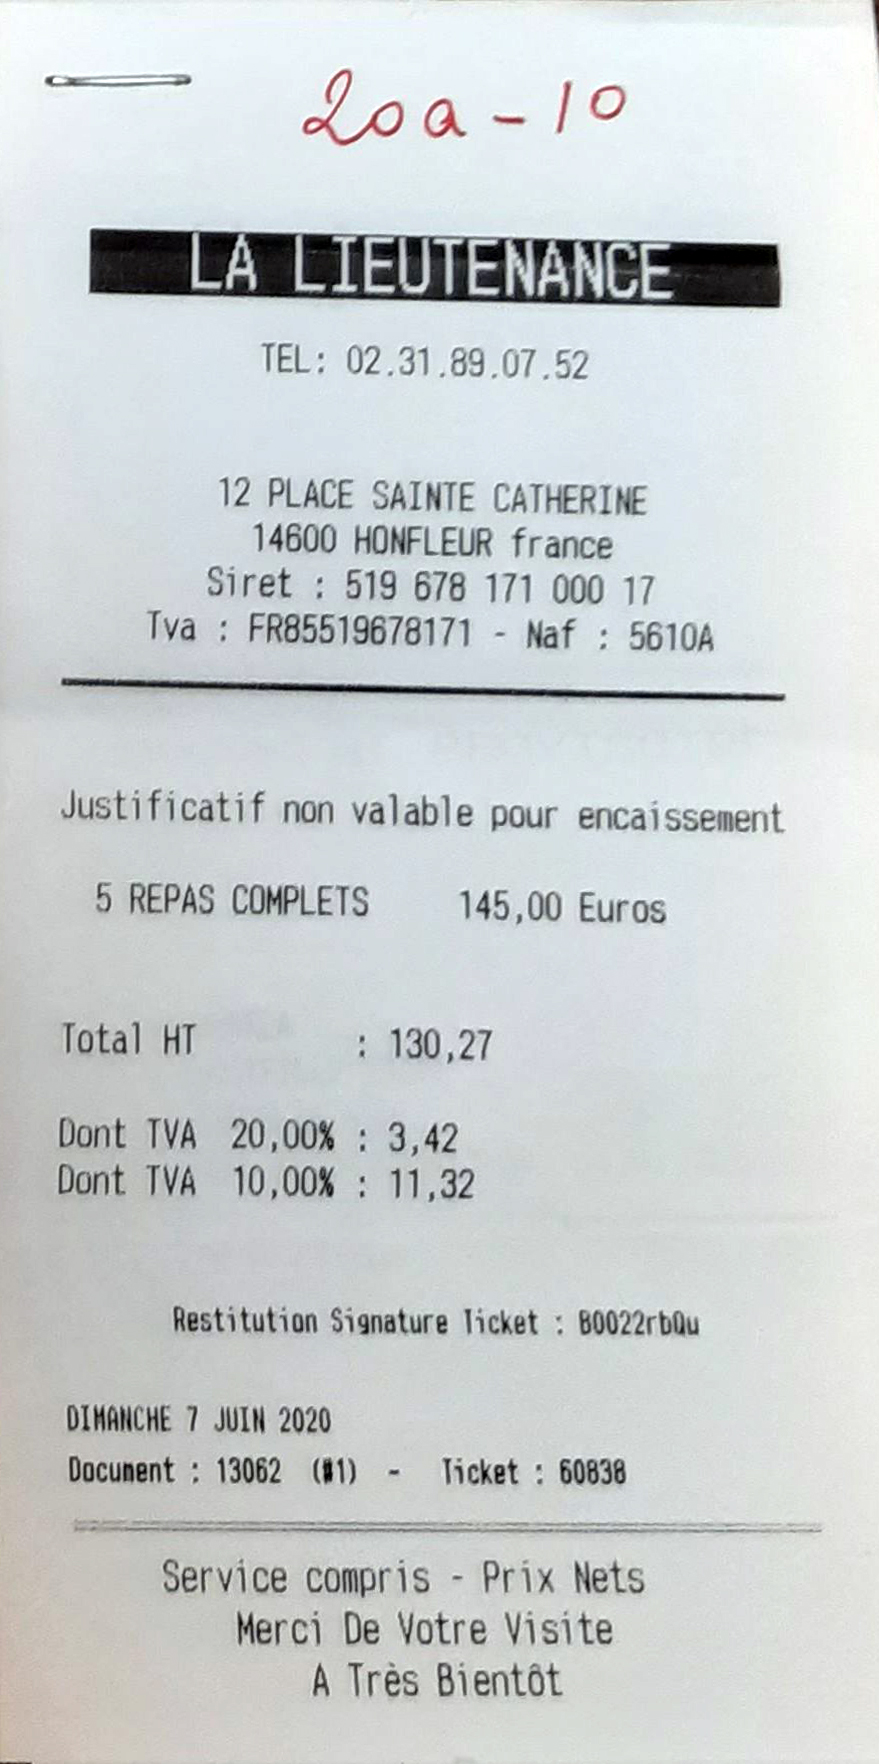 20a-10
LA LIEUTENANCE
TEL: 02.31.89.07.52
12 PLACE SAINTE CATHERINE
14600 HONFLEUR france
Siret : 519 678 171 000 17
Tva : FR85519678171 - Naf : 5610A
Justificatif non valable pour encaissement
5 REPAS COMPLETS 145,00 Euros
Total HT : 130,27
Dont TVA 20,00% : 3,42
Dont TVA 10,00% : 11,32
Restitution Signature Ticket : B0022rbQu
DIMANCHE 7 JUIN 2020
Document : 13062 (#1) - Ticket : 60838
Service compris - Prix Nets
Merci De Votre Visite
A Très Bientôt